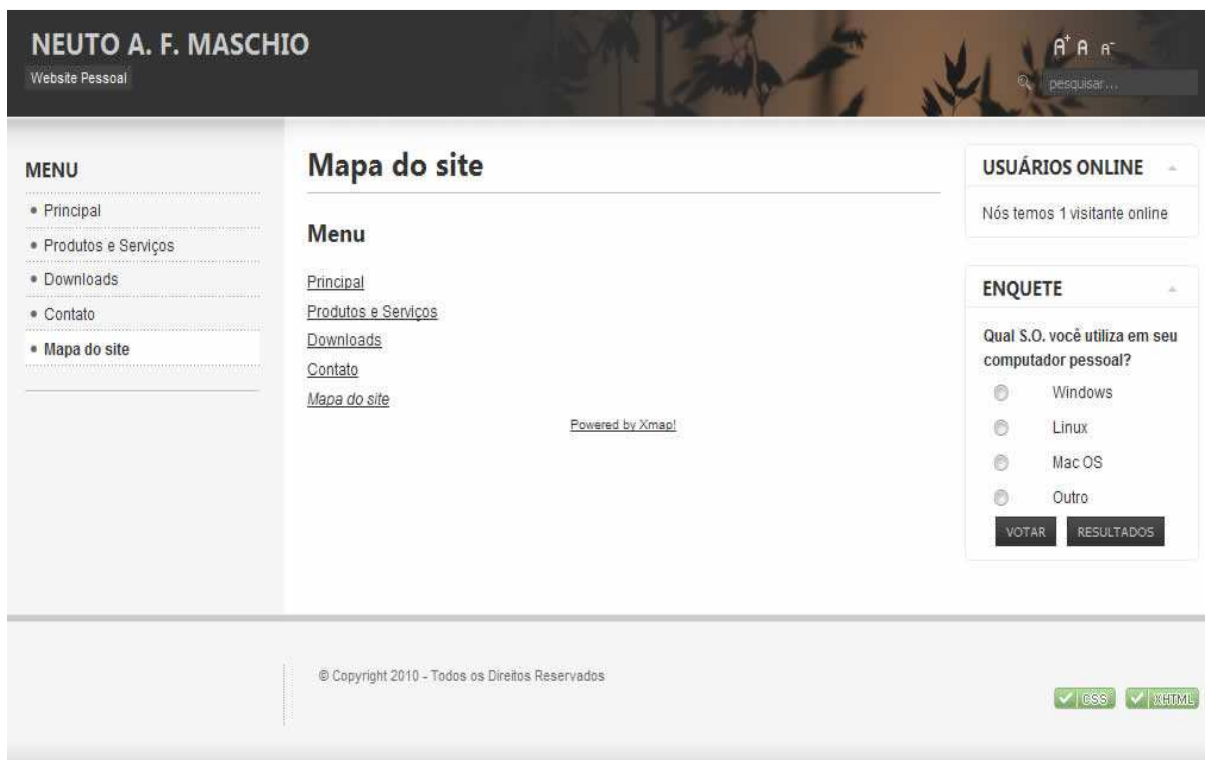 NEUTO A. F. MASCHIO
Website Pessoal
A+ A A-
pesquisar...
MENU
Principal
Produtos e Serviços
Downloads
Contato
Mapa do site
Mapa do site
Menu
Principal
Produtos e Serviços
Downloads
Contato
Mapa do site
Powered by Xmap!
USUÁRIOS ONLINE
Nós temos 1 visitante online
ENQUETE
Qual S.O. você utiliza em seu
computador pessoal?
Windows
Linux
Mac OS
Outro
VOTAR RESULTADOS
© Copyright 2010 - Todos os Direitos Reservados
CSS XHTML